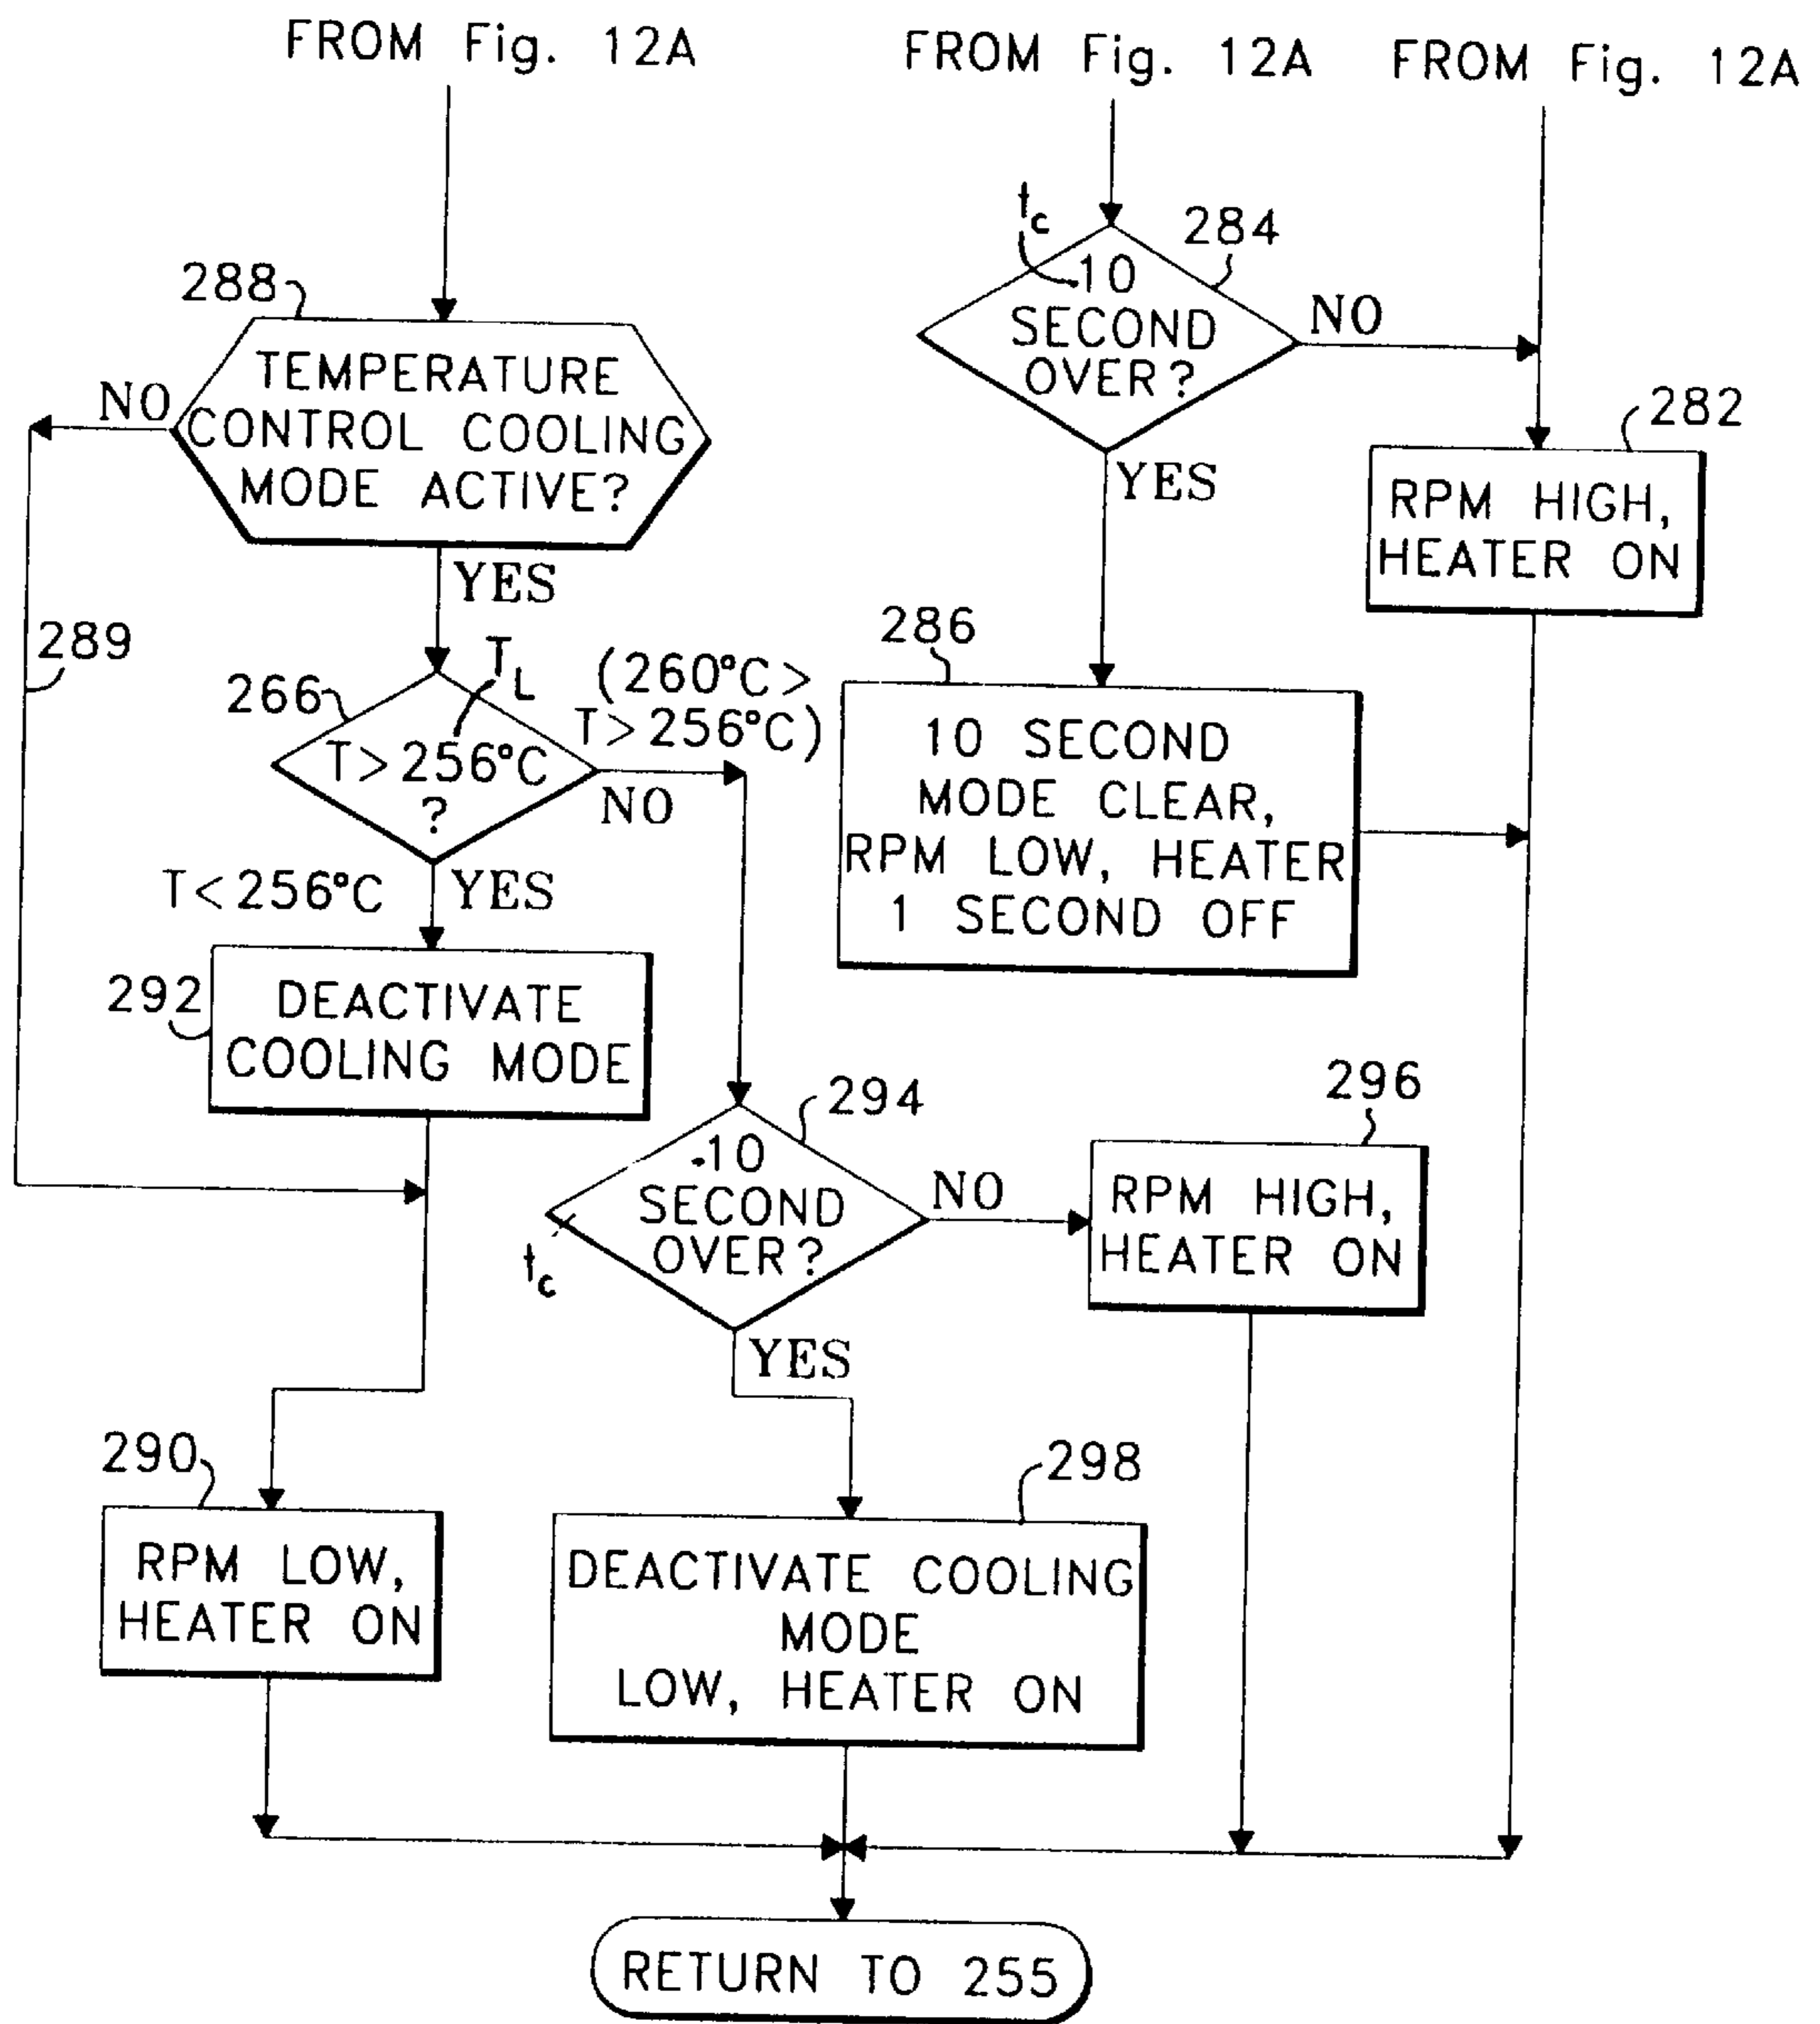 FROM Fig. 12A
FROM Fig. 12A
FROM Fig. 12A
288
TEMPERATURE
CONTROL COOLING
MODE ACTIVE?
NO
YES
289
tc
284
10
SECOND
OVER?
NO
YES
282
RPM HIGH,
HEATER ON
266
TL
(260°C>
T>256°C)
T>256°C
?
NO
T<256°C
YES
286
10 SECOND
MODE CLEAR,
RPM LOW, HEATER
1 SECOND OFF
292
DEACTIVATE
COOLING MODE
294
10
SECOND
OVER?
tc
NO
YES
296
RPM HIGH,
HEATER ON
290
RPM LOW,
HEATER ON
298
DEACTIVATE COOLING
MODE
LOW, HEATER ON
RETURN TO 255